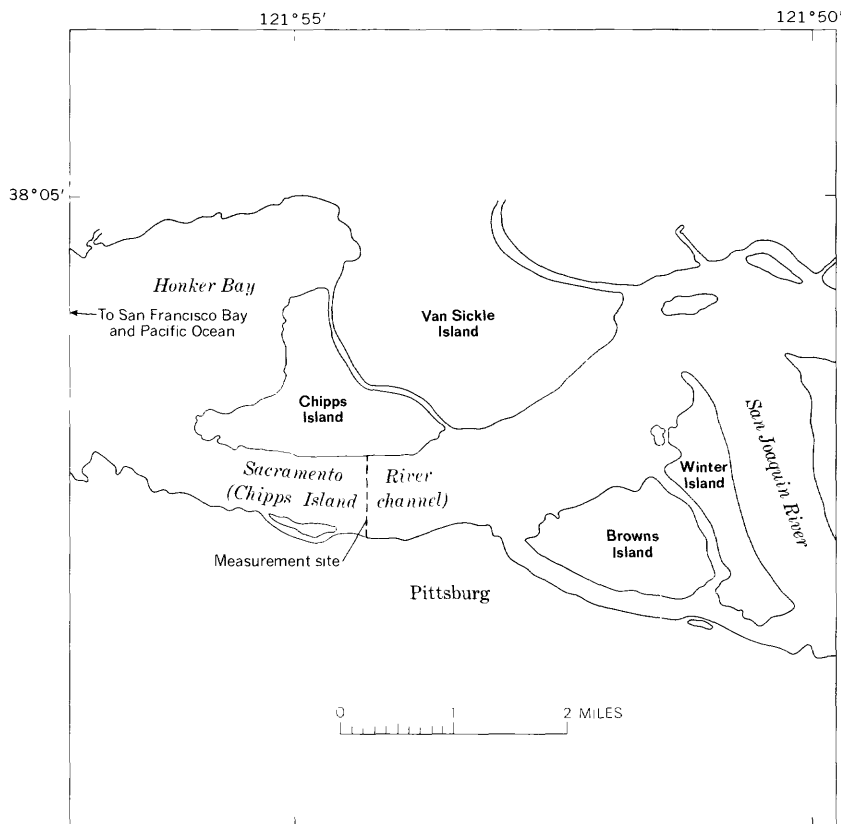 121°55'
121°50'
38°05'
Honker Bay
To San Francisco Bay
and Pacific Ocean
Van Sickle
Island
Chipps
Island
San Joaquin River
Sacramento River
(Chipps Island channel)
Winter
Island
Browns
Island
Measurement site
Pittsburg
0 1 2 MILES